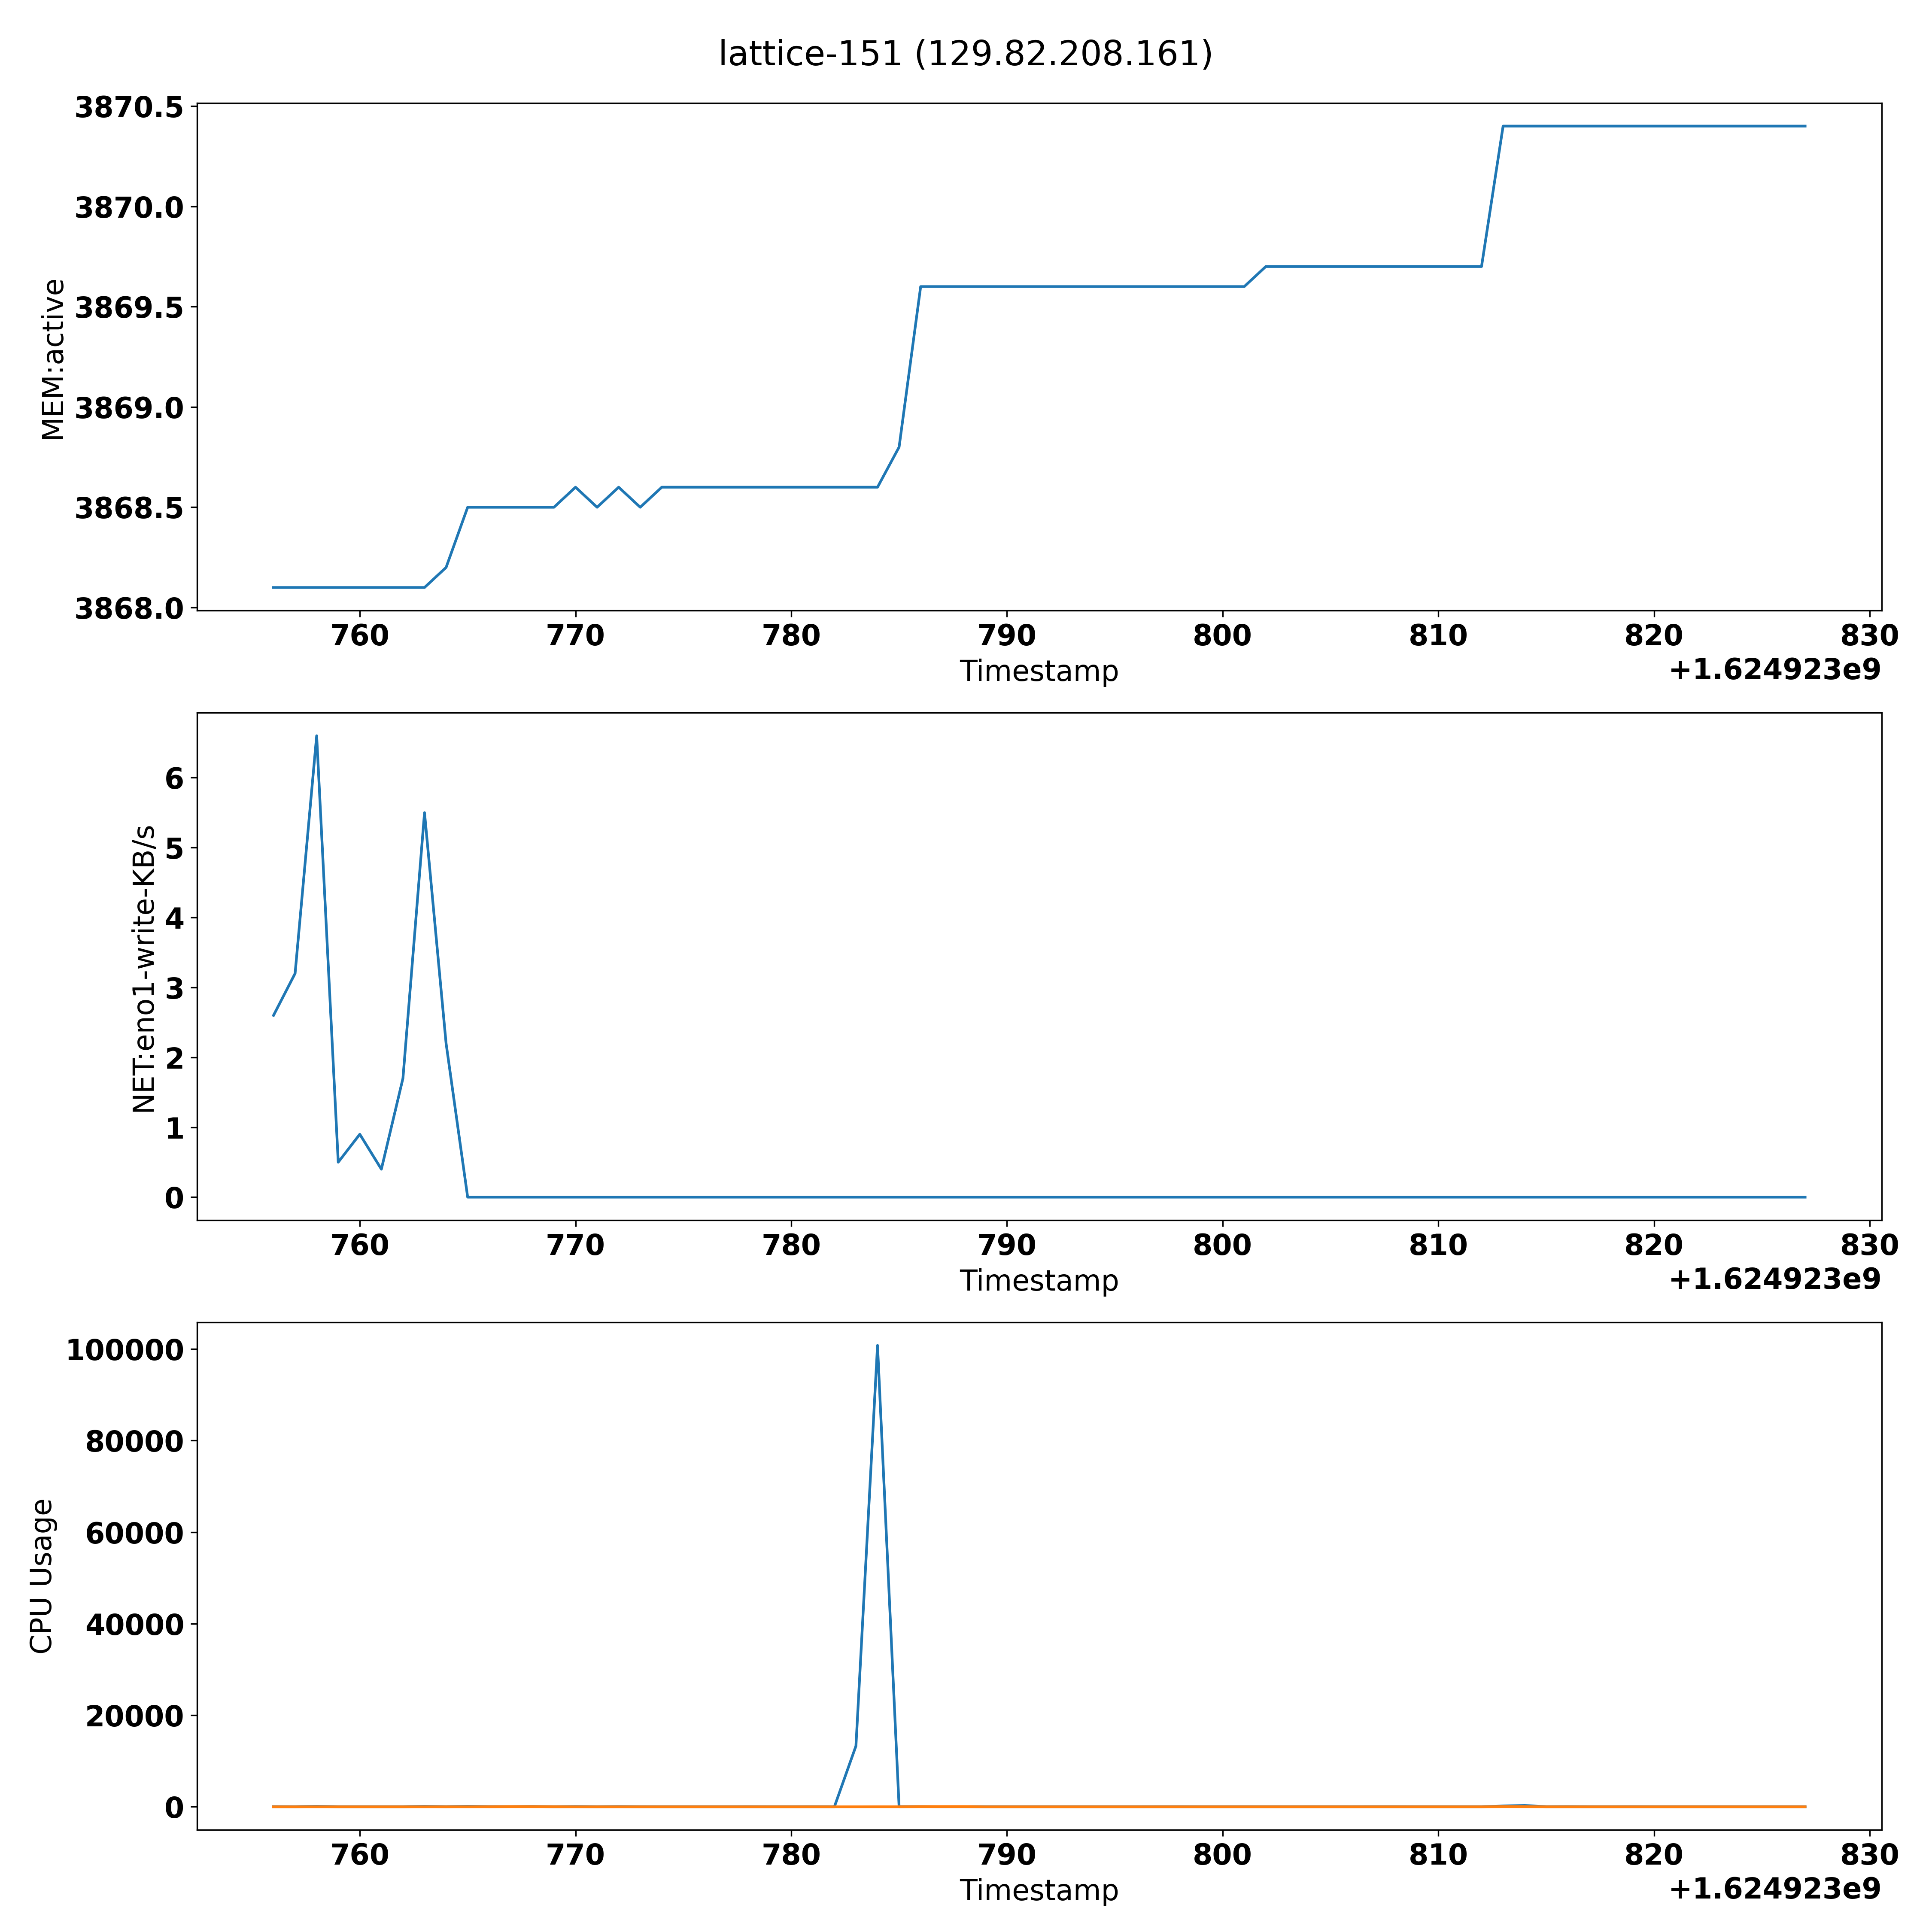 lattice-151 (129.82.208.161)
3870.5
3870.0
3869.5
3869.0
3868.5
3868.0
MEM:active
760 770 780 790 800 810 820 830
Timestamp
+1.624923e9
6
5
4
3
2
1
0
NET:eno1-write-KB/s
760 770 780 790 800 810 820 830
Timestamp
+1.624923e9
100000
80000
60000
40000
20000
0
CPU Usage
760 770 780 790 800 810 820 830
Timestamp
+1.624923e9